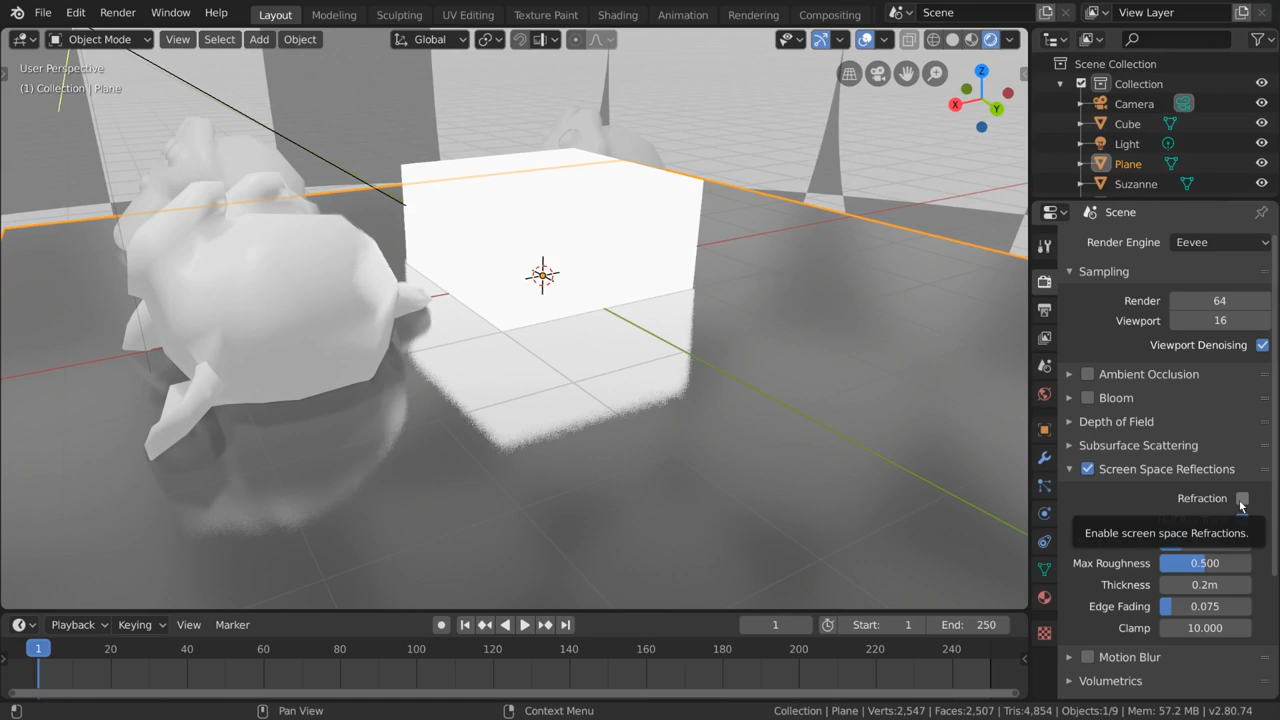 File Edit Render Window Help Layout Modeling Sculpting UV Editing Texture Paint Shading Animation Rendering Compositing Scene View Layer
Object Mode View Select Add Object Global
User Perspective
(1) Collection | Plane
Z
X
Y
Scene Collection
Collection
Camera
Cube
Light
Plane
Suzanne
Scene
Render Engine Eevee
Sampling
Render 64
Viewport 16
Viewport Denoising
Ambient Occlusion
Bloom
Depth of Field
Subsurface Scattering
Screen Space Reflections
Refraction
Enable screen space Refractions.
Max Roughness 0.500
Thickness 0.2m
Edge Fading 0.075
Clamp 10.000
Motion Blur
Volumetrics
Playback Keying View Marker 1 Start: 1 End: 250
1 20 40 60 80 100 120 140 160 180 200 220 240
Pan View Context Menu Collection | Plane | Verts:2,547 | Faces:2,507 | Tris:4,854 | Objects:1/9 | Mem: 57.2 MB | v2.80.74